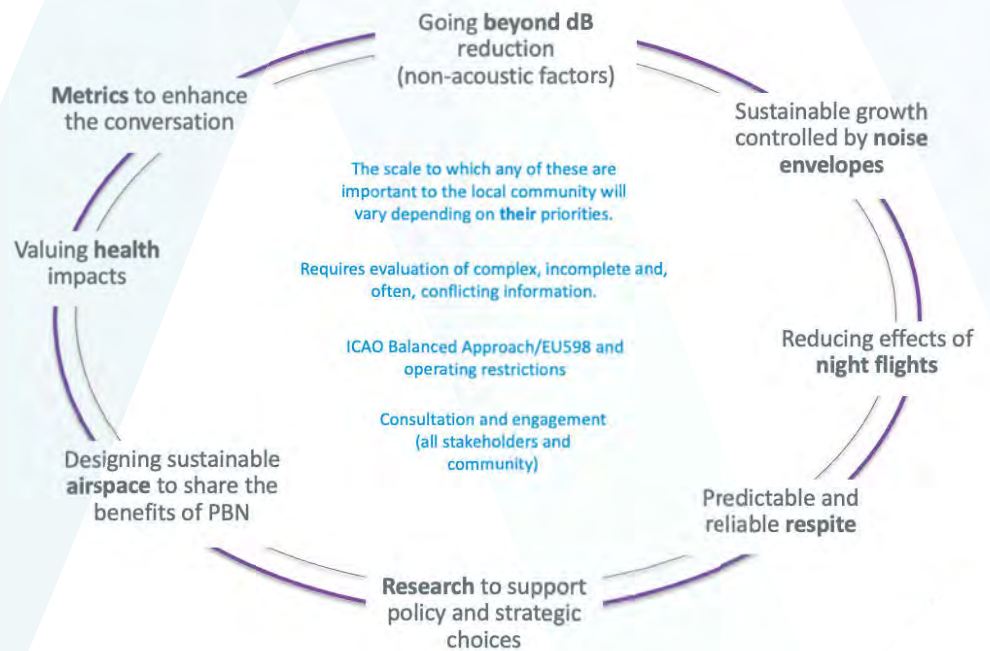 Going beyond dB
reduction
(non-acoustic factors)
Sustainable growth
controlled by noise
envelopes
Reducing effects of
night flights
Predictable and
reliable respite
Research to support
policy and strategic
choices
Designing sustainable
airspace to share the
benefits of PBN
Valuing health
impacts
Metrics to enhance
the conversation
The scale to which any of these are
important to the local community will
vary depending on their priorities.
Requires evaluation of complex, incomplete and,
often, conflicting information.
ICAO Balanced Approach/EU598 and
operating restrictions
Consultation and engagement
(all stakeholders and
community)